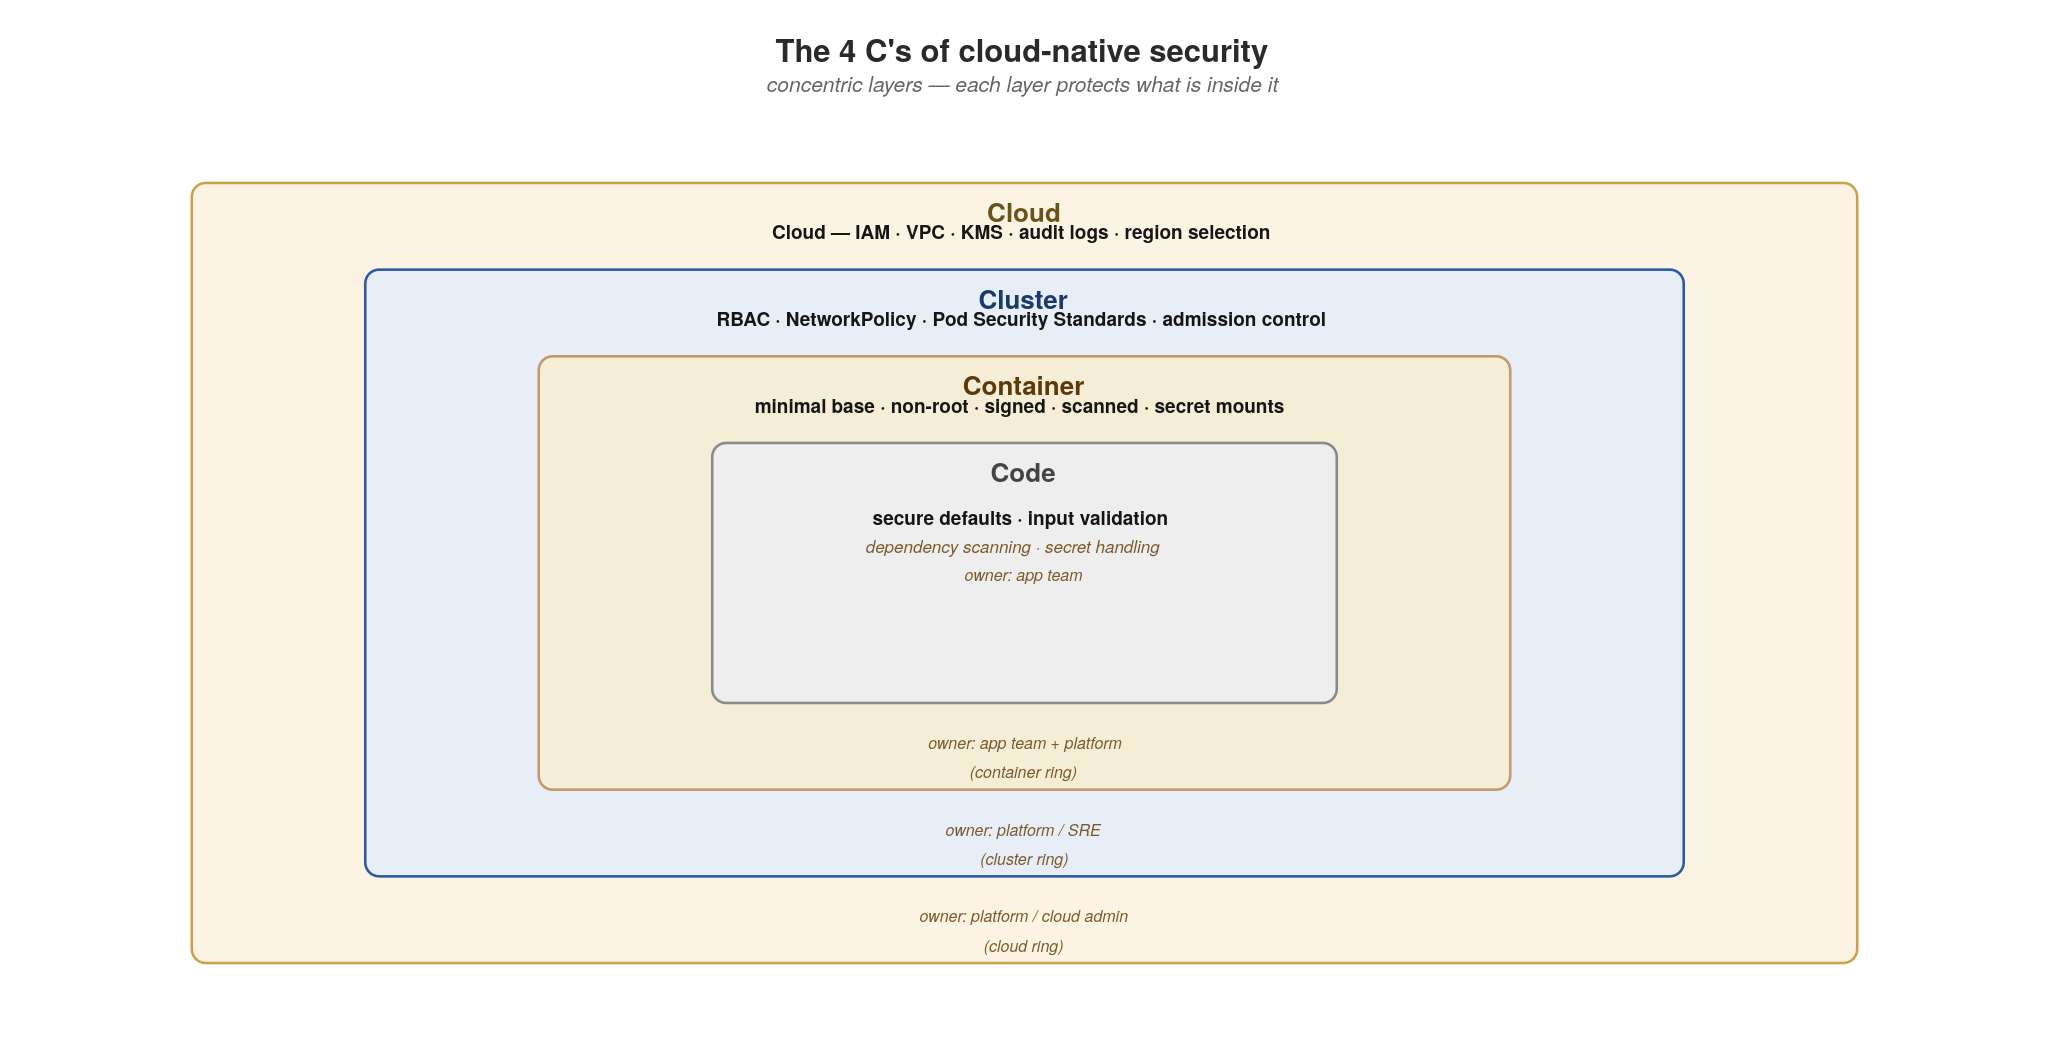 The 4 C's of cloud-native security
concentric layers — each layer protects what is inside it
Cloud
Cloud — IAM · VPC · KMS · audit logs · region selection
Cluster
RBAC · NetworkPolicy · Pod Security Standards · admission control
Container
minimal base · non-root · signed · scanned · secret mounts
Code
secure defaults · input validation
dependency scanning · secret handling
owner: app team
owner: app team + platform
(container ring)
owner: platform / SRE
(cluster ring)
owner: platform / cloud admin
(cloud ring)